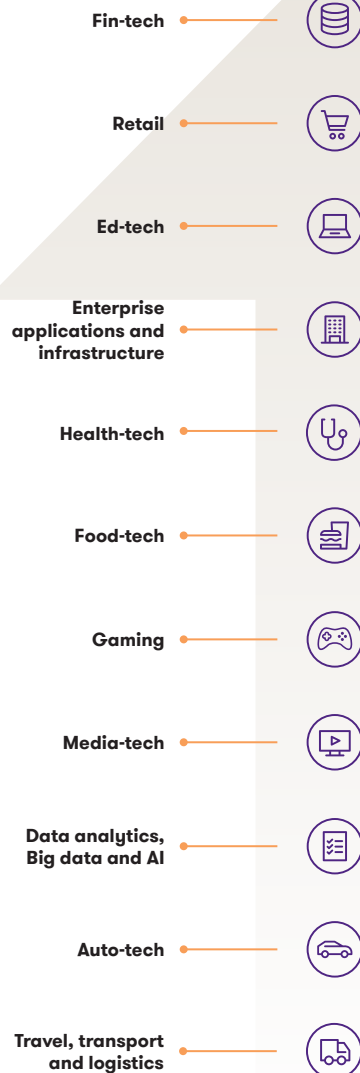 Fin-tech
Retail
Ed-tech
Enterprise
applications and
infrastructure
Health-tech
Food-tech
Gaming
Media-tech
Data analytics,
Big data and AI
Auto-tech
Travel, transport
and logistics